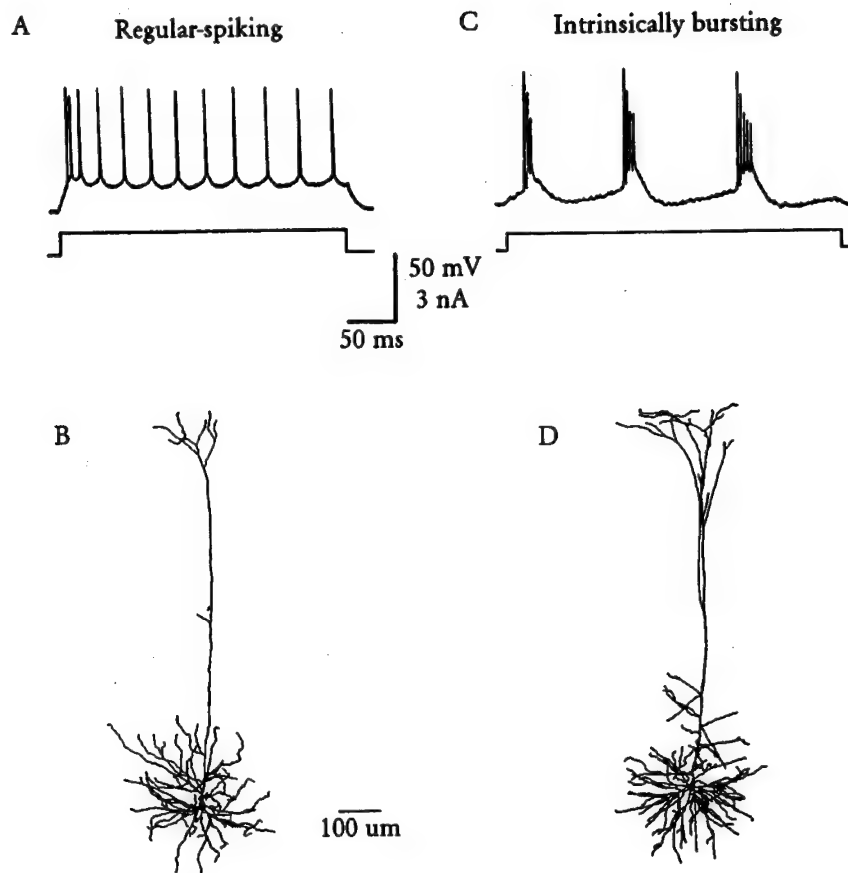 A
Regular-spiking
C
Intrinsically bursting
50 mV
3 nA
50 ms
B
D
100 um